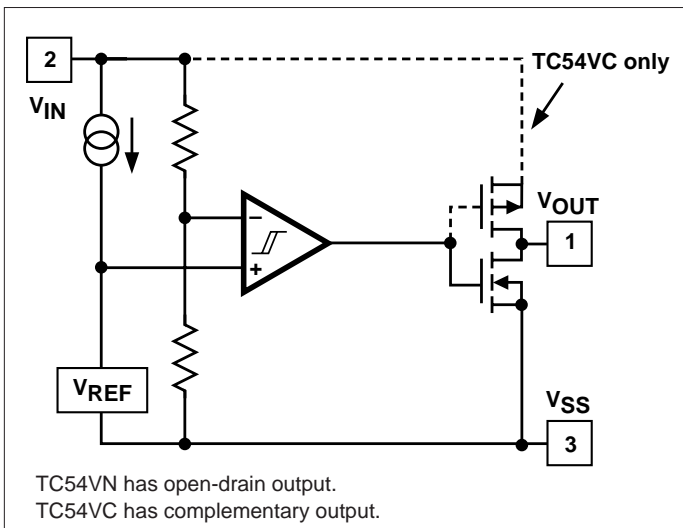 2
VIN
TC54VC only
–
+
VOUT
1
VREF
VSS
3
TC54VN has open-drain output.
TC54VC has complementary output.